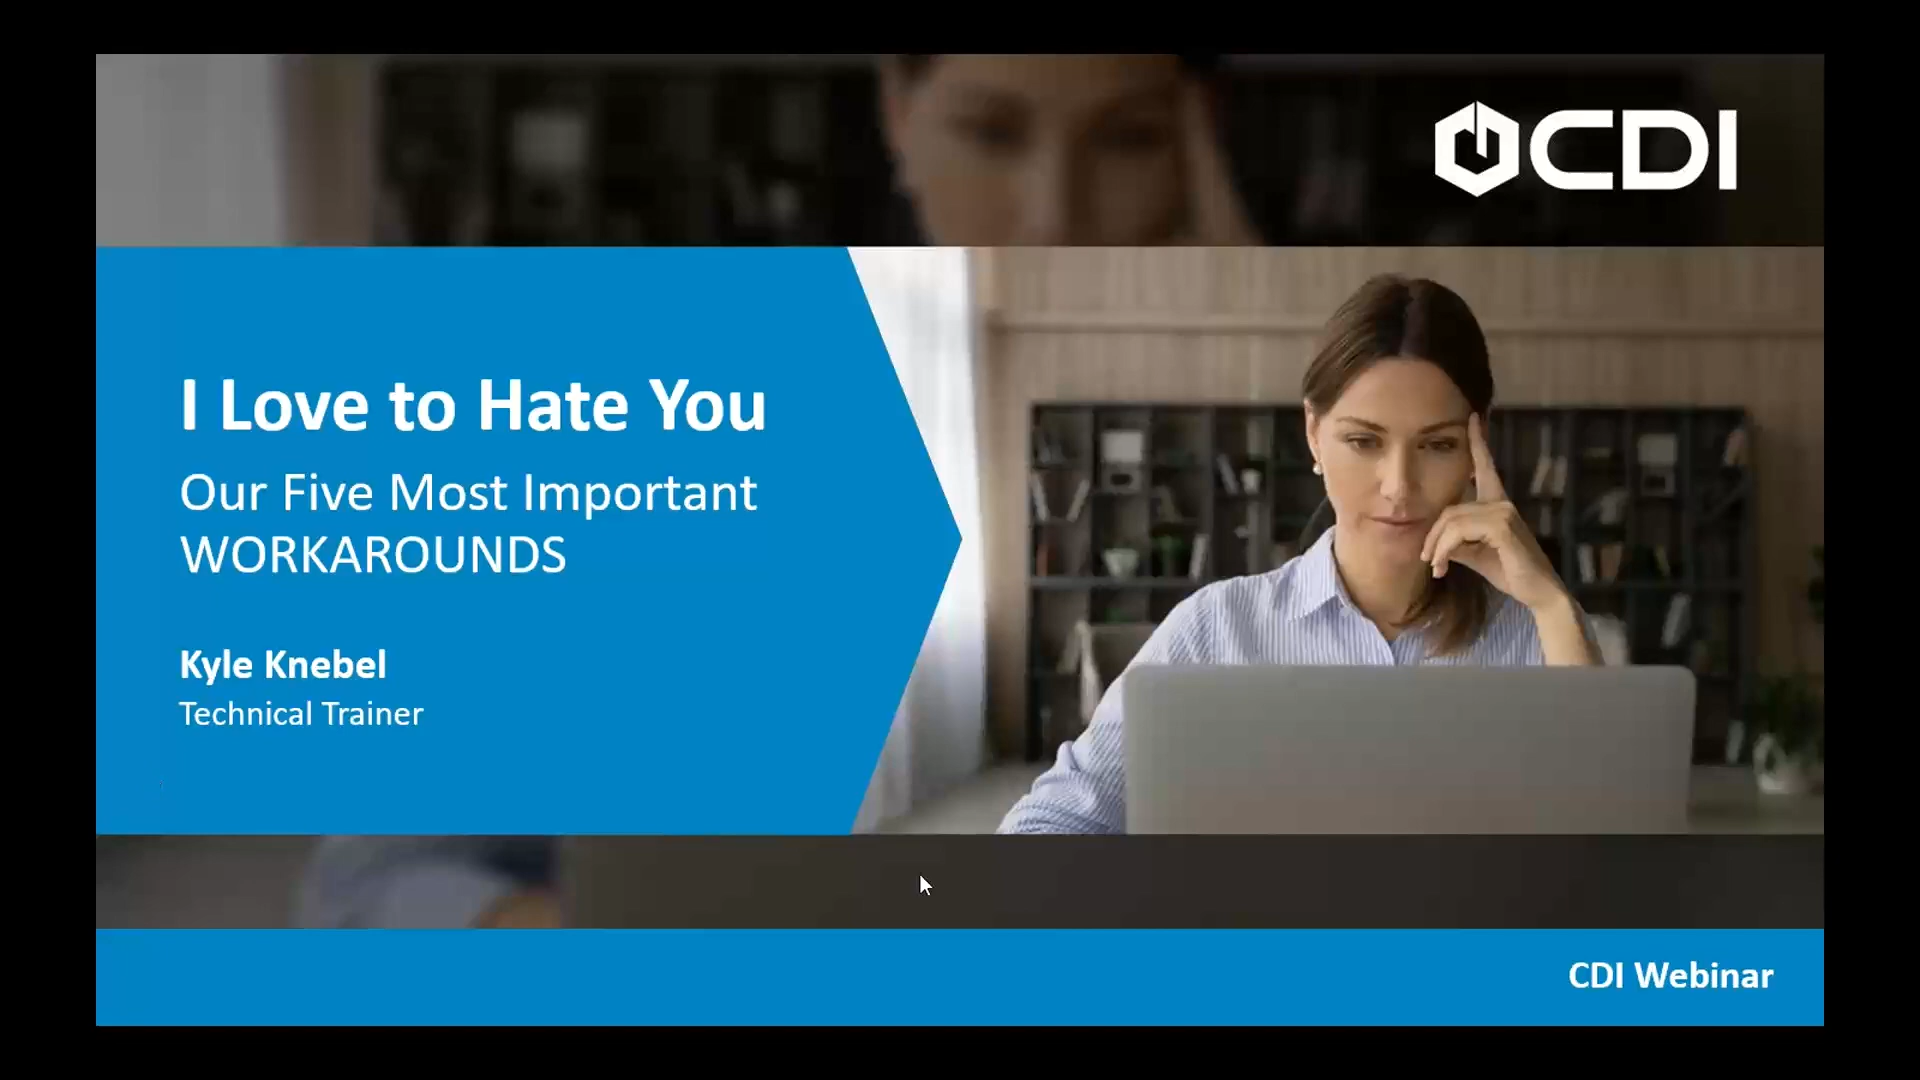 CDI
I Love to Hate You
Our Five Most Important
WORKAROUNDS
Kyle Knebel
Technical Trainer
CDI Webinar